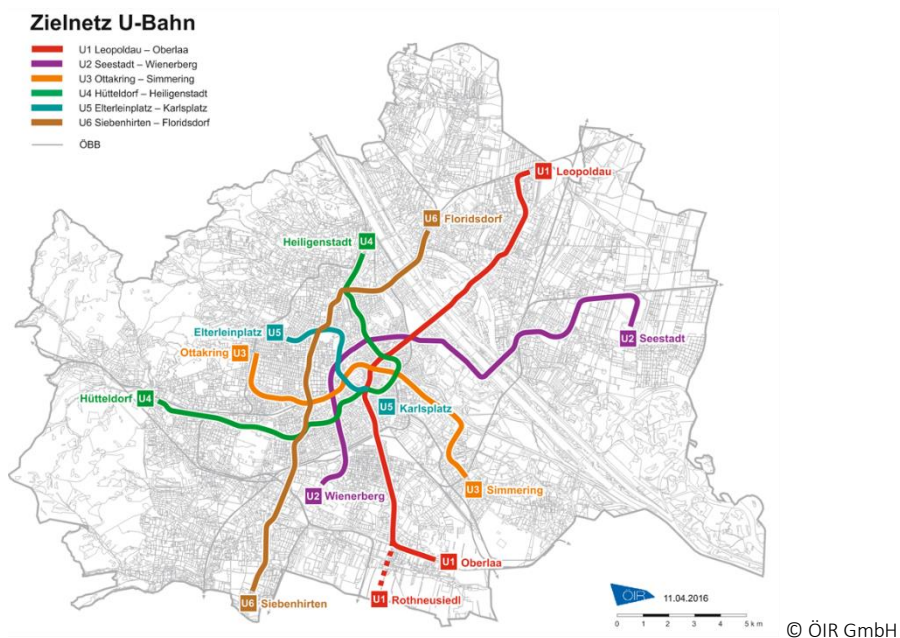 Zielnetz U-Bahn
U1 Leopoldau – Oberlaa
U2 Seestadt – Wienerberg
U3 Ottakring – Simmering
U4 Hütteldorf – Heiligenstadt
U5 Elterleinplatz – Karlsplatz
U6 Siebenhirten – Floridsdorf
ÖBB
U1 Leopoldau
U6 Floridsdorf
Heiligenstadt U4
Elterleinplatz U5
U2 Seestadt
Ottakring U3
Hütteldorf U4
U5 Karlsplatz
U3 Simmering
U2 Wienerberg
U1 Oberlaa
U1 Rothneusiedl
U6 Siebenhirten
ÖIR
11.04.2016
0 1 2 3 4 5 km
© ÖIR GmbH